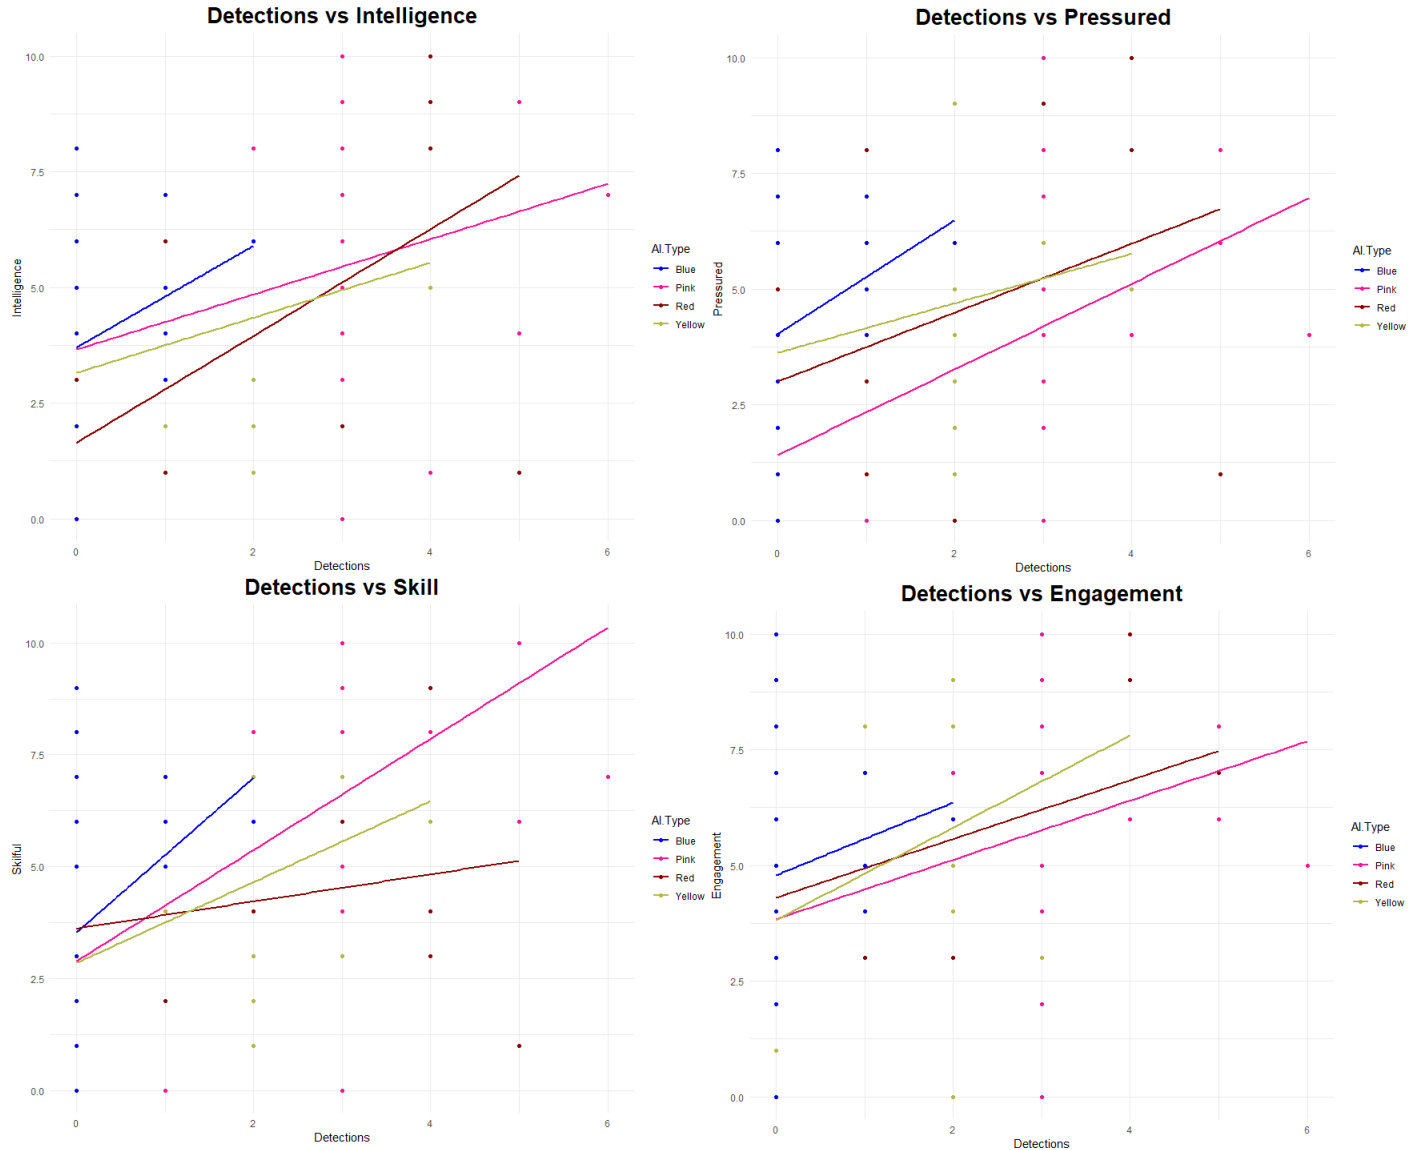 Detections vs Intelligence
10.0
7.5
5.0
2.5
0.0
Intelligence
0
2
4
6
Detections
AI.Type
Blue
Pink
Red
Yellow
Detections vs Pressured
10.0
7.5
5.0
2.5
0.0
Pressured
0
2
4
6
Detections
AI.Type
Blue
Pink
Red
Yellow
Detections vs Skill
10.0
7.5
5.0
2.5
0.0
Skilful
0
2
4
6
Detections
AI.Type
Blue
Pink
Red
Yellow
Detections vs Engagement
10.0
7.5
5.0
2.5
0.0
Engagement
0
2
4
6
Detections
AI.Type
Blue
Pink
Red
Yellow